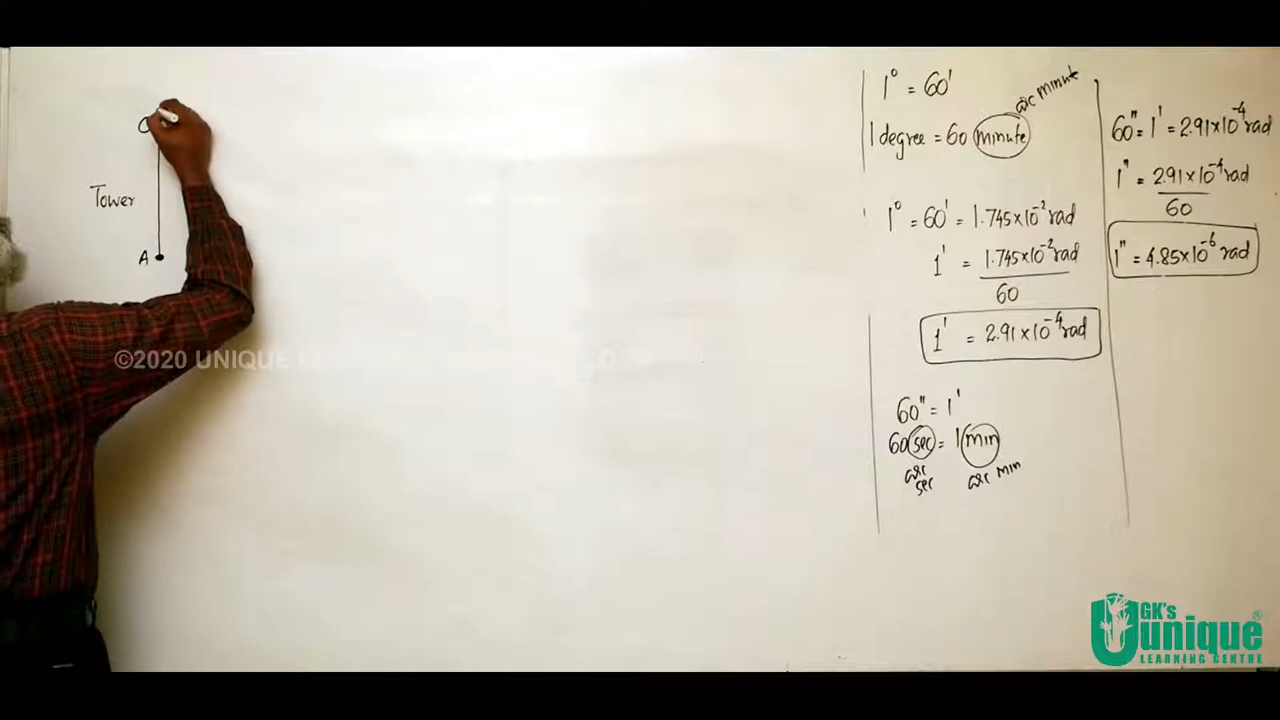 C
Tower
A
1° = 60'
arc minute
1 degree = 60 minute
1° = 60' = 1.745×10⁻² rad
1' = 1.745×10⁻² rad
60
1' = 2.91×10⁻⁴ rad
60" = 1'
60 sec = 1 min
arc sec
arc min
60" = 1' = 2.91×10⁻⁴ rad
1" = 2.91×10⁻⁴ rad
60
1" = 4.85×10⁻⁶ rad
©2020 UNIQUE
GK's
unique®
LEARNING CENTRE